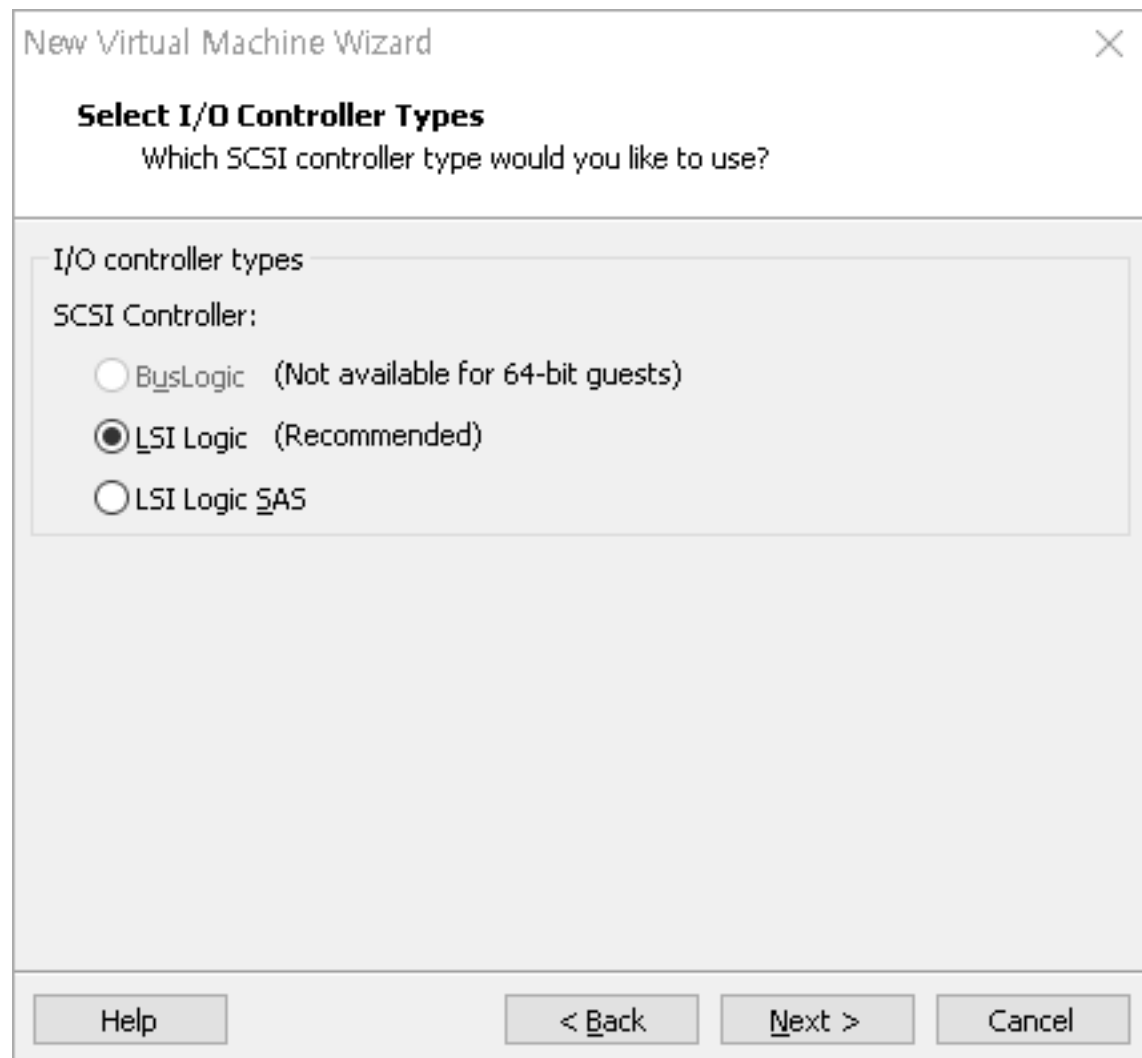 New Virtual Machine Wizard
Select I/O Controller Types
Which SCSI controller type would you like to use?
I/O controller types
SCSI Controller:
BusLogic (Not available for 64-bit guests)
LSI Logic (Recommended)
LSI Logic SAS
Help < Back Next > Cancel